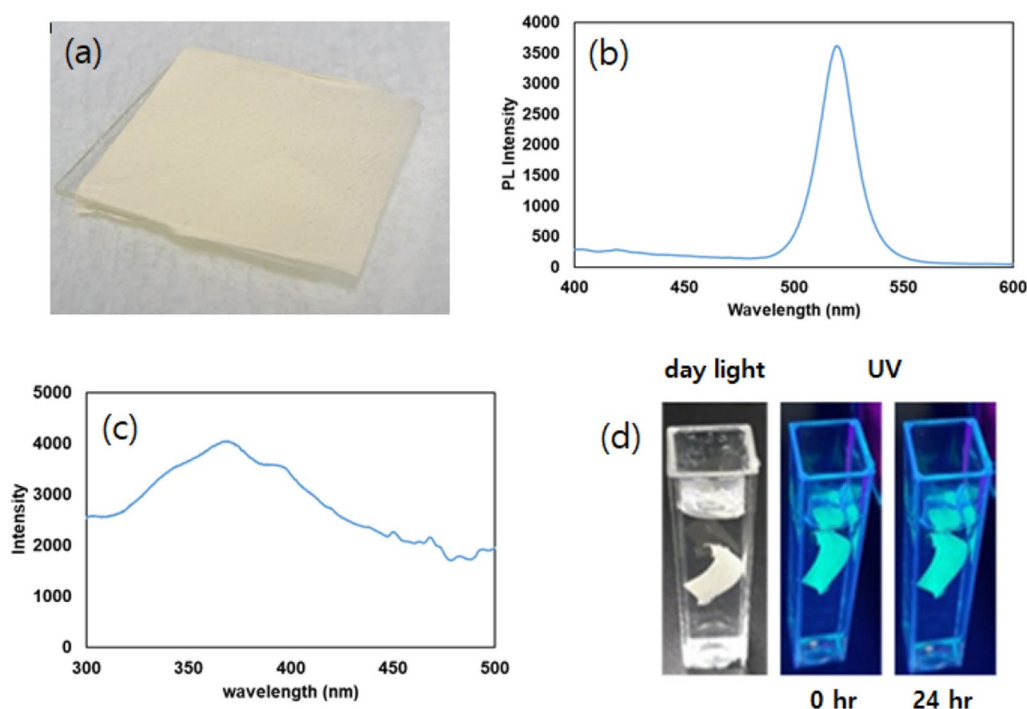 (a)
4000
3500
3000
2500
2000
1500
1000
500
0
PL Intensity
(b)
400
450
500
550
600
Wavelength (nm)
5000
4000
3000
2000
1000
0
Intensity
(c)
300
350
400
450
500
wavelength (nm)
day light
UV
(d)
0 hr
24 hr